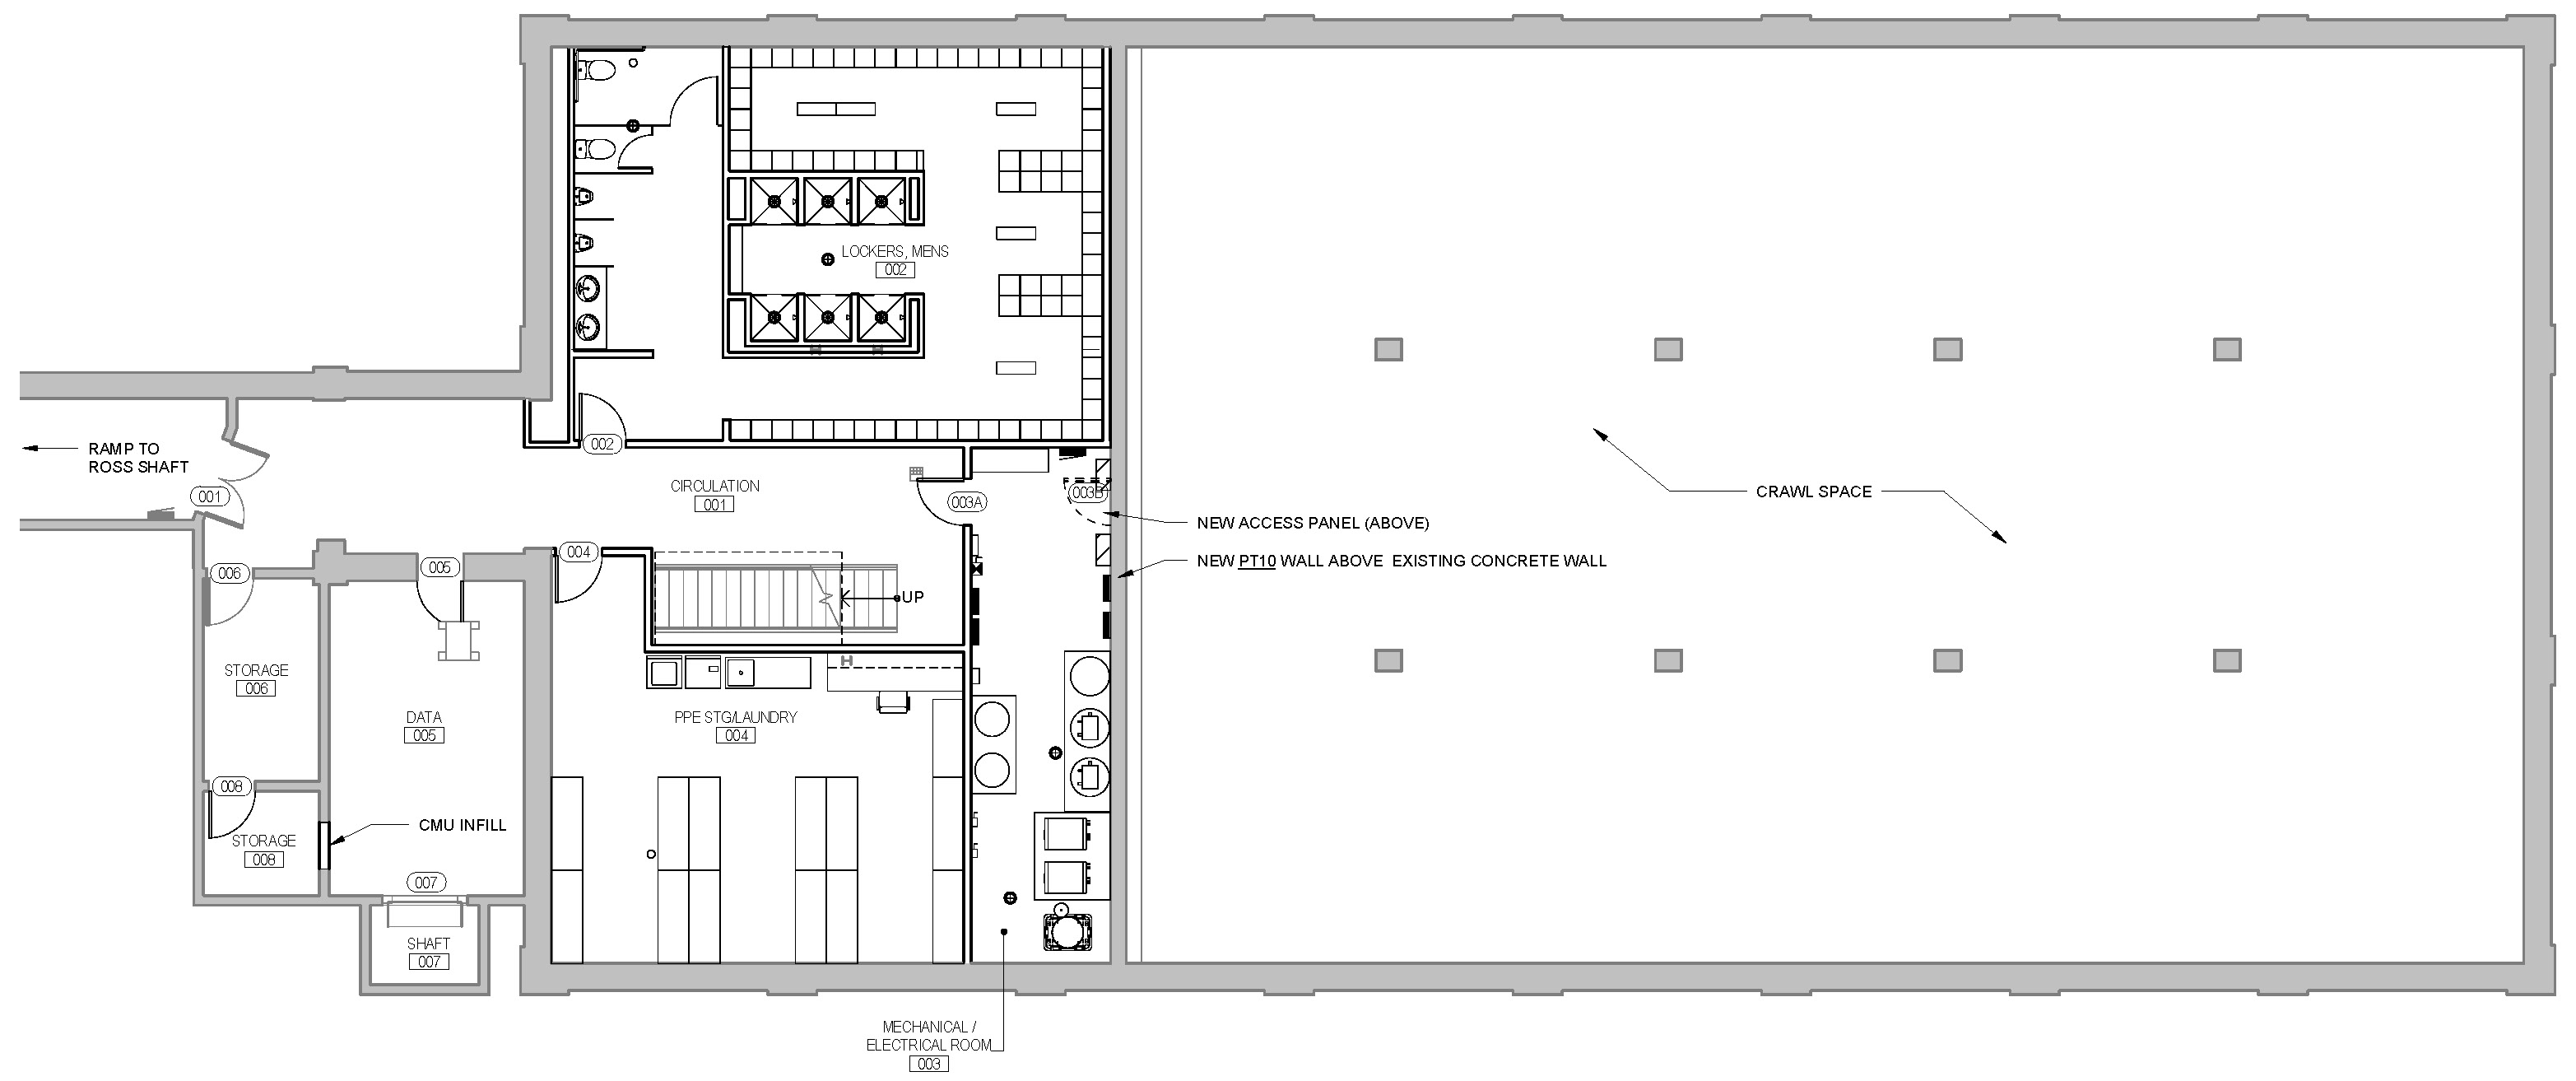 LOCKERS, MENS
002
002
RAMP TO
ROSS SHAFT
001
CIRCULATION
001
003A
003B
CRAWL SPACE
NEW ACCESS PANEL (ABOVE)
NEW PT10 WALL ABOVE EXISTING CONCRETE WALL
004
005
006
UP
STORAGE
006
DATA
005
PPE STG/LAUNDRY
004
008
CMU INFILL
STORAGE
008
007
SHAFT
007
MECHANICAL /
ELECTRICAL ROOM
003